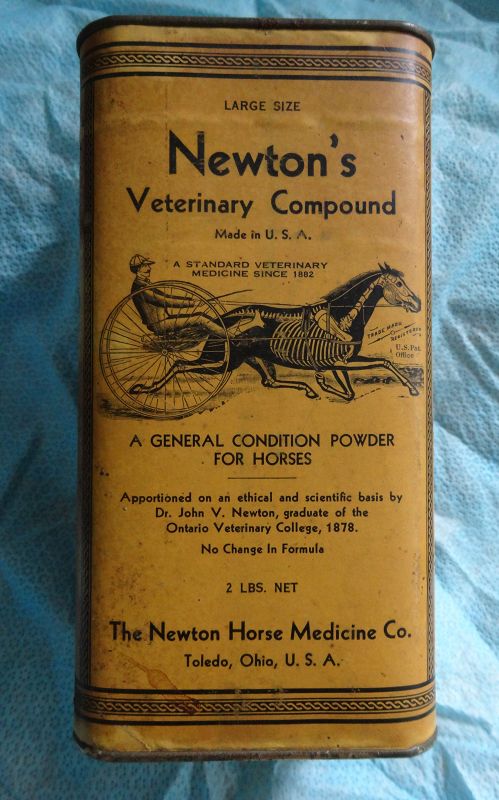 LARGE SIZE
Newton's
Veterinary Compound
Made in U. S. A.
A STANDARD VETERINARY
MEDICINE SINCE 1882
TRADE MARK
REGISTERED
U.S. Pat.
Office
A GENERAL CONDITION POWDER
FOR HORSES
Apportioned on an ethical and scientific basis by
Dr. John V. Newton, graduate of the
Ontario Veterinary College, 1878.
No Change In Formula
2 LBS. NET
The Newton Horse Medicine Co.
Toledo, Ohio, U. S. A.